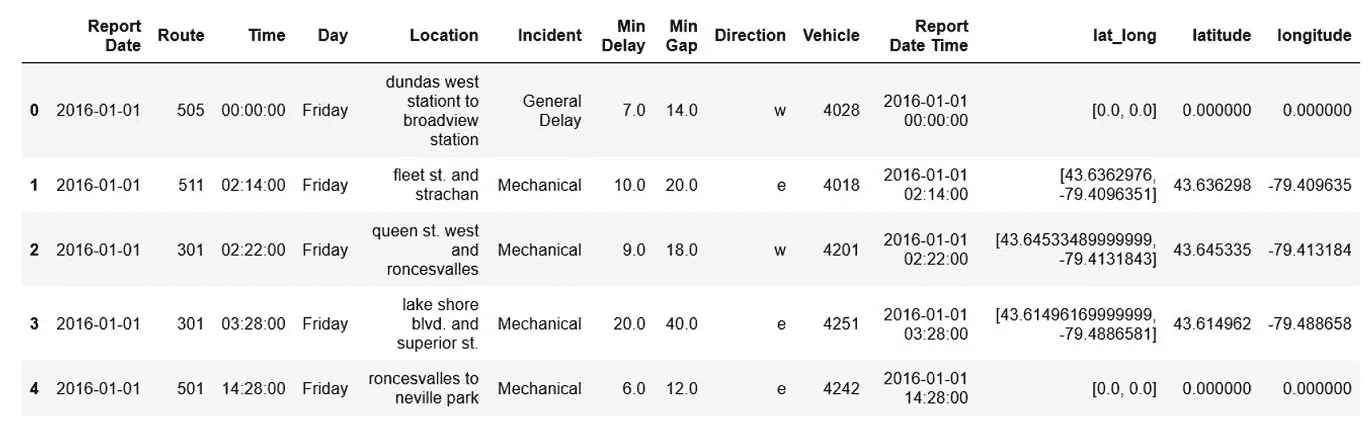 Report Date Route Time Day Location Incident Min Delay Min Gap Direction Vehicle Report Date Time lat_long latitude longitude
0 2016-01-01 505 00:00:00 Friday dundas west stationt to broadview station General Delay 7.0 14.0 w 4028 2016-01-01 00:00:00 [0.0, 0.0] 0.000000 0.000000
1 2016-01-01 511 02:14:00 Friday fleet st. and strachan Mechanical 10.0 20.0 e 4018 2016-01-01 02:14:00 [43.6362976, -79.4096351] 43.636298 -79.409635
2 2016-01-01 301 02:22:00 Friday queen st. west and roncesvalles Mechanical 9.0 18.0 w 4201 2016-01-01 02:22:00 [43.64533489999999, -79.4131843] 43.645335 -79.413184
3 2016-01-01 301 03:28:00 Friday lake shore blvd. and superior st. Mechanical 20.0 40.0 e 4251 2016-01-01 03:28:00 [43.61496169999999, -79.4886581] 43.614962 -79.488658
4 2016-01-01 501 14:28:00 Friday roncesvalles to neville park Mechanical 6.0 12.0 e 4242 2016-01-01 14:28:00 [0.0, 0.0] 0.000000 0.000000